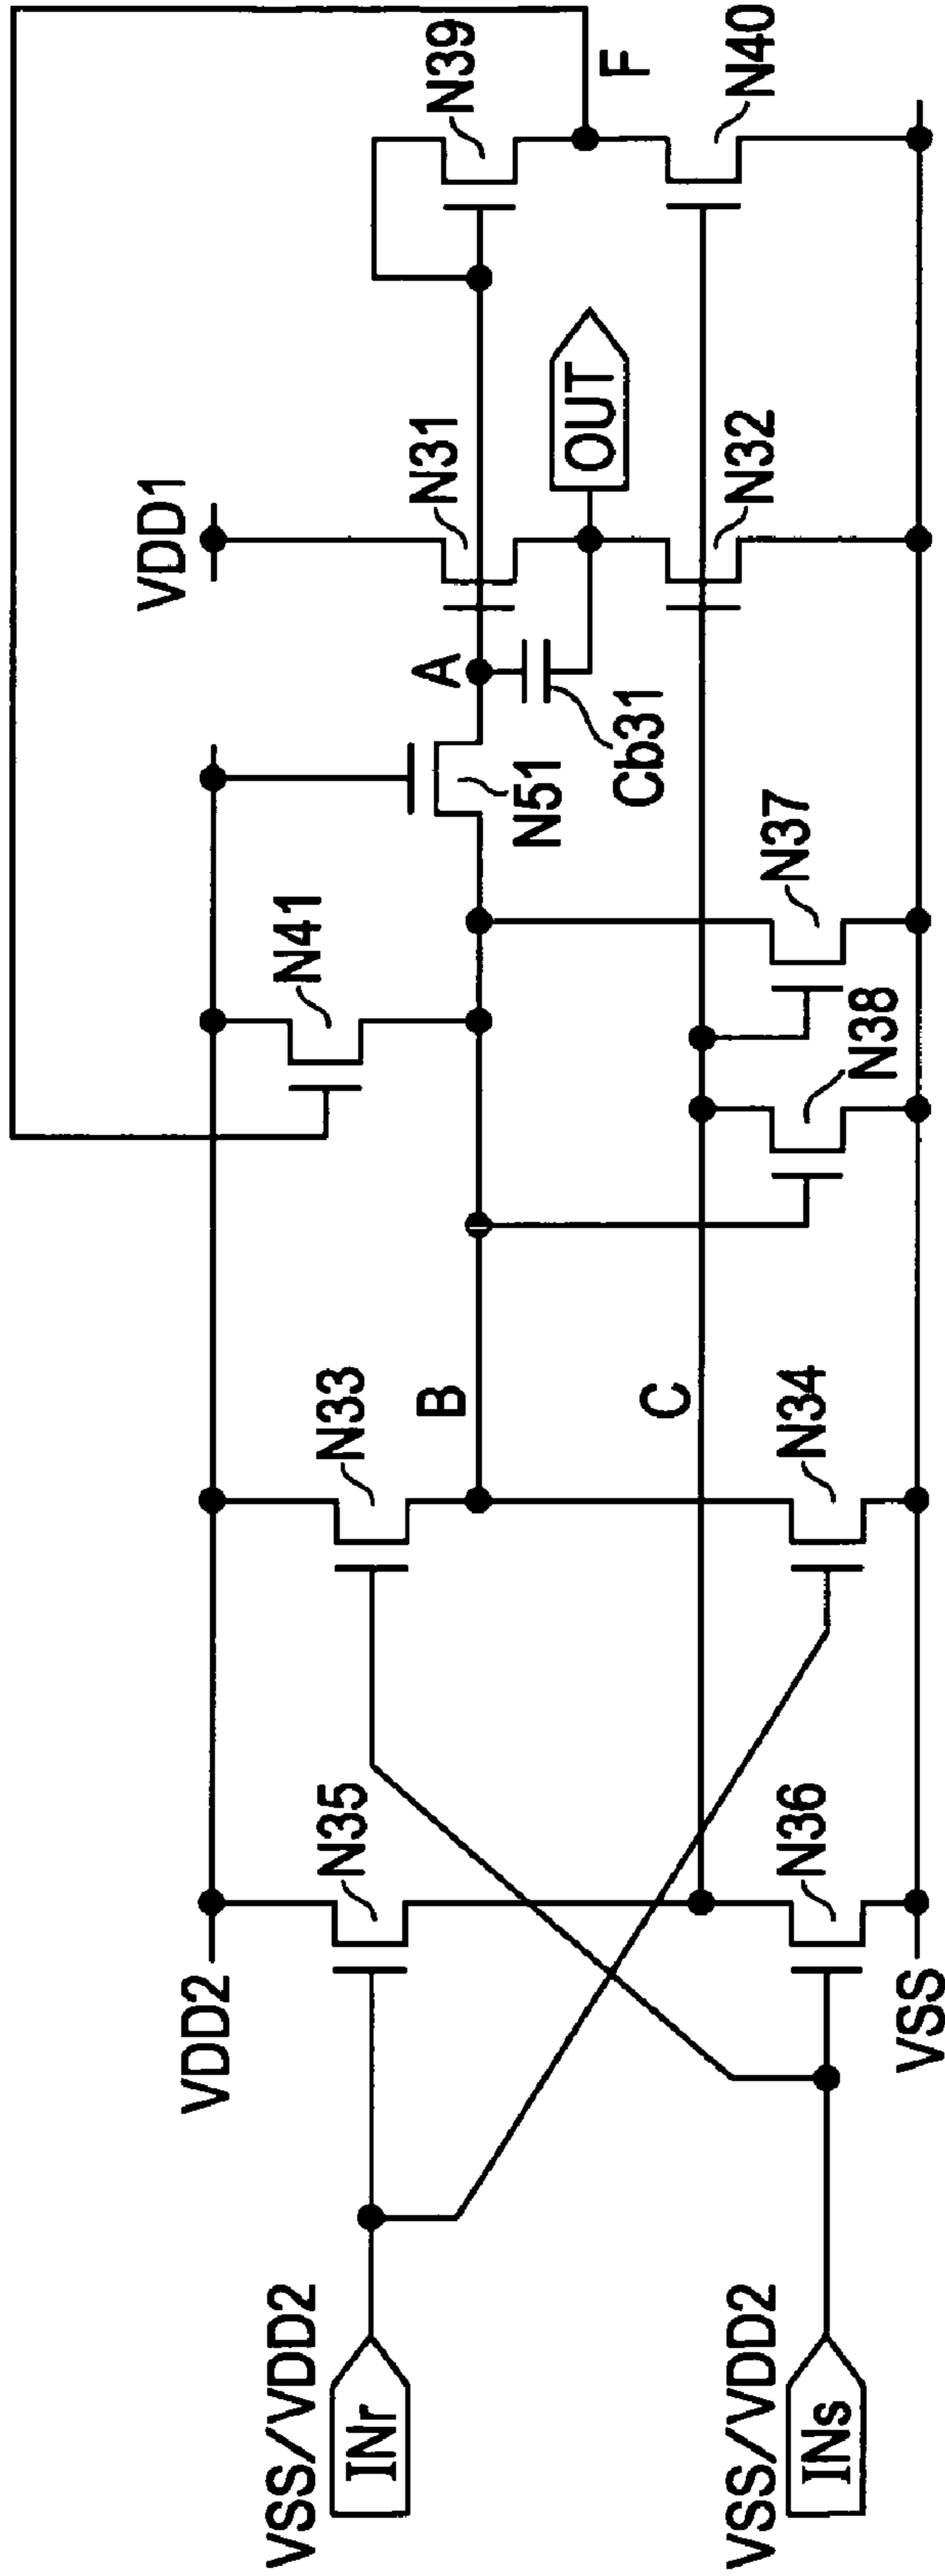 VDD1
VDD2
VSS/VDD2
INr
VSS/VDD2
INs
VSS
N35
N36
N33
N34
B
C
N41
N38
N37
N51
A
Cb31
N31
OUT
N32
N39
F
N40